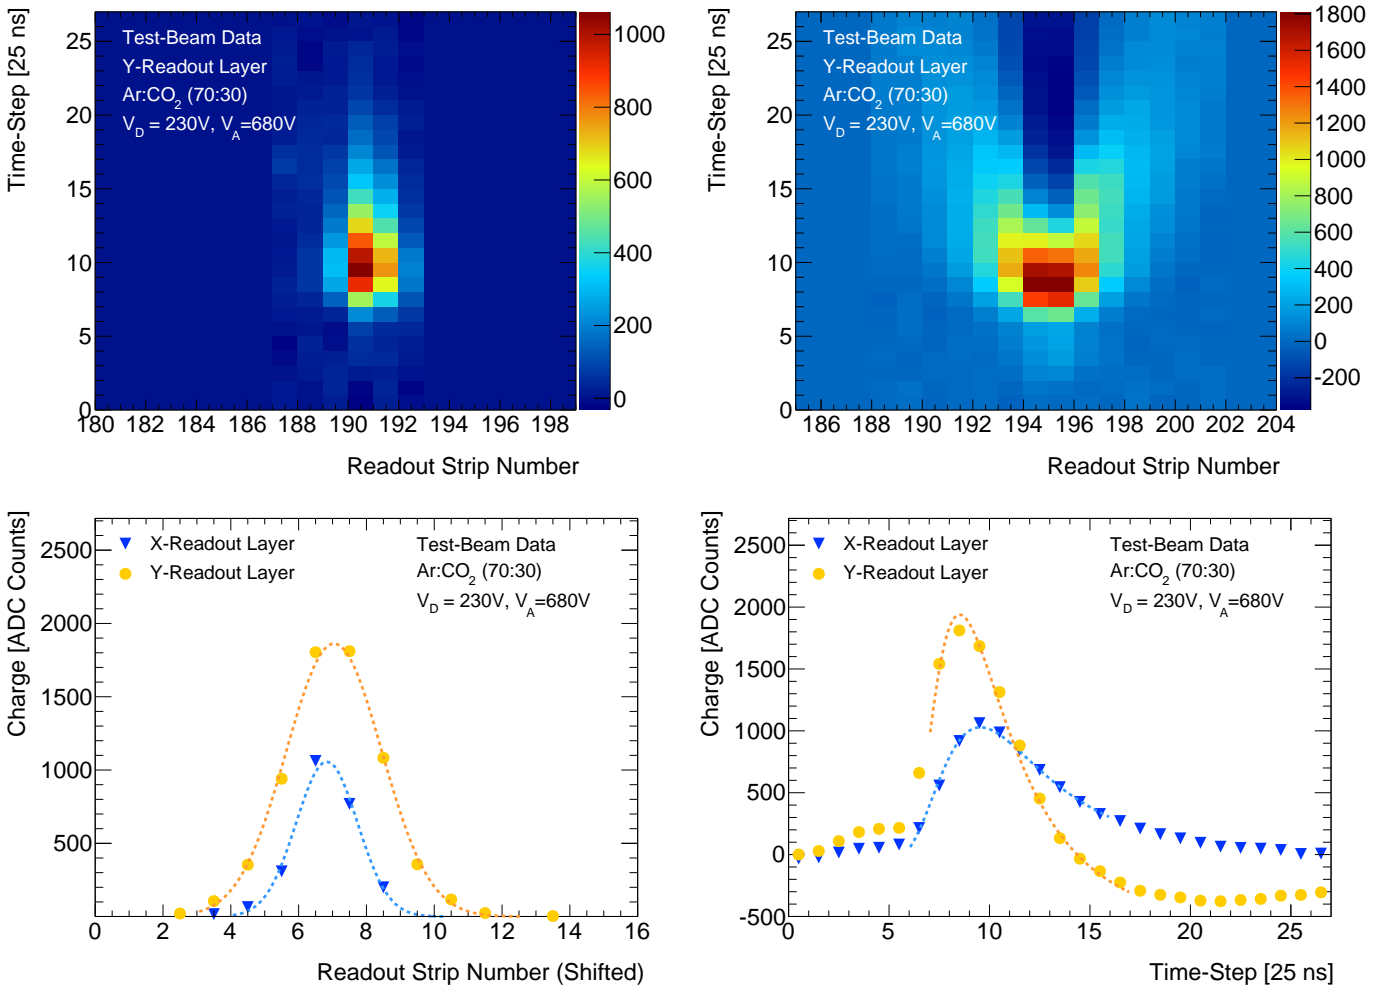 Time-Step [25 ns]
25
20
15
10
5
0
Test-Beam Data
Y-Readout Layer
Ar:CO2 (70:30)
VD = 230V, VA=680V
1000
800
600
400
200
0
180 182 184 186 188 190 192 194 196 198
Readout Strip Number
Time-Step [25 ns]
25
20
15
10
5
0
Test-Beam Data
Y-Readout Layer
Ar:CO2 (70:30)
VD = 230V, VA=680V
1800
1600
1400
1200
1000
800
600
400
200
0
-200
186 188 190 192 194 196 198 200 202 204
Readout Strip Number
Charge [ADC Counts]
2500
2000
1500
1000
500
X-Readout Layer
Y-Readout Layer
Test-Beam Data
Ar:CO2 (70:30)
VD = 230V, VA=680V
0 2 4 6 8 10 12 14 16
Readout Strip Number (Shifted)
Charge [ADC Counts]
2500
2000
1500
1000
500
0
-500
X-Readout Layer
Y-Readout Layer
Test-Beam Data
Ar:CO2 (70:30)
VD = 230V, VA=680V
0 5 10 15 20 25
Time-Step [25 ns]